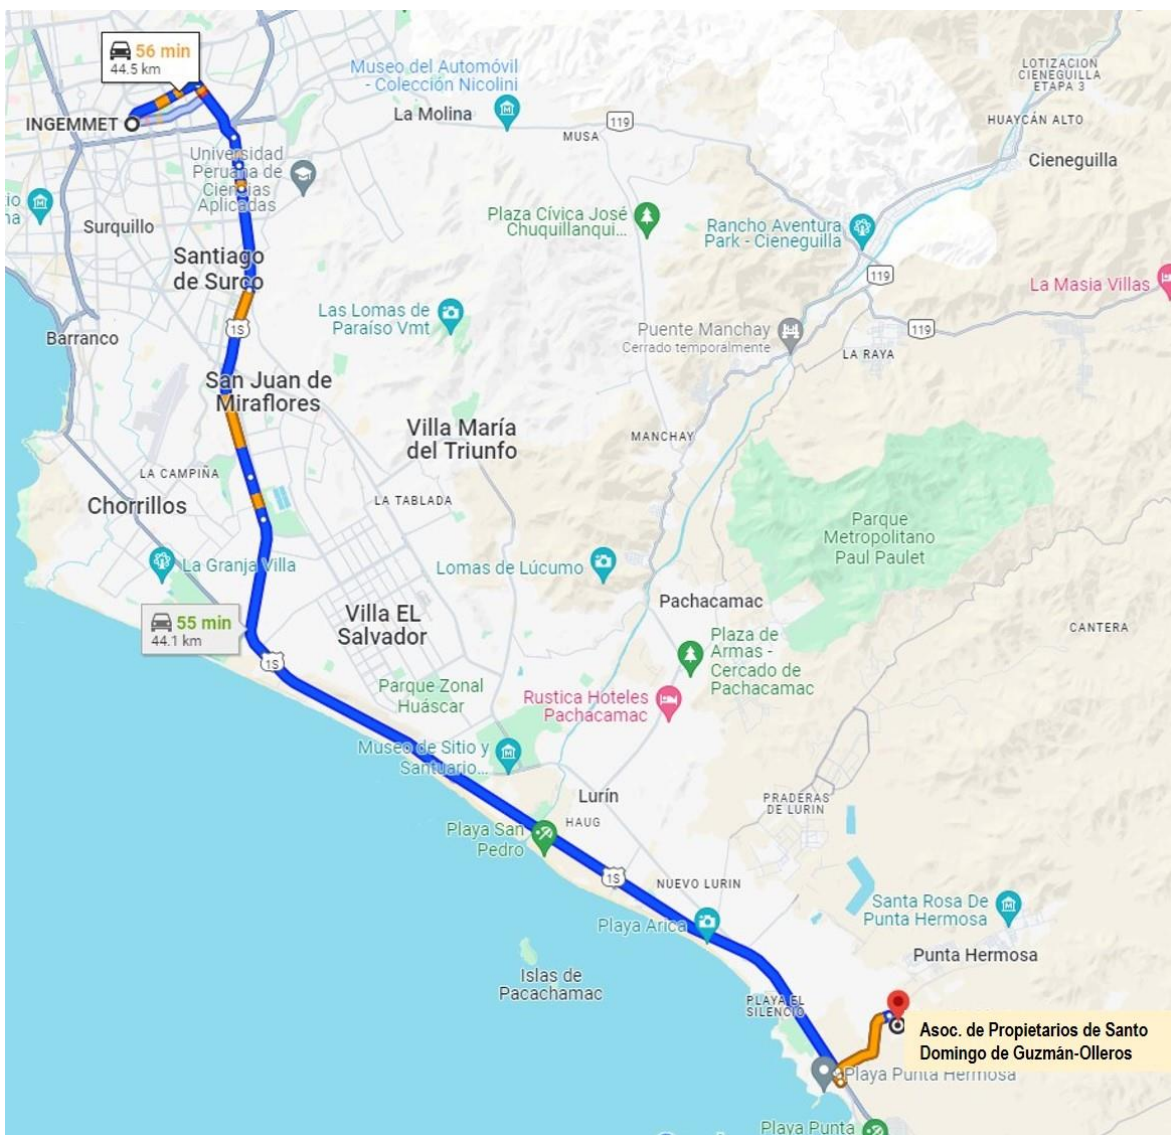 56 min
44.5 km
INGEMMET
Museo del Automóvil
- Colección Nicolini
La Molina
119
MUSA
LOTIZACION
CIENEGUILLA
ETAPA 3
HUAYCÁN ALTO
Cieneguilla
Universidad
Peruana de
Ciencias
Aplicadas
Surquillo
Plaza Cívica José
Chuquillanqui...
Rancho Aventura
Park - Cieneguilla
119
La Masia Villas
Santiago
de Surco
Las Lomas de
Paraíso Vmt
Puente Manchay
Cerrado temporalmente
119
LA RAYA
1S
Barranco
San Juan de
Miraflores
Villa María
del Triunfo
MANCHAY
LA CAMPIÑA
LA TABLADA
Chorrillos
Parque
Metropolitano
Paul Paulet
La Granja Villa
Lomas de Lúcumo
Pachacamac
55 min
44.1 km
Villa EL
Salvador
CANTERA
Plaza de
Armas -
Cercado de
Pachacamac
1S
Parque Zonal
Huáscar
Rustica Hoteles
Pachacamac
Museo de Sitio y
Santuario...
Lurín
PRADERAS
DE LURIN
HAUG
Playa San
Pedro
1S
NUEVO LURIN
Santa Rosa De
Punta Hermosa
Playa Arica
Punta Hermosa
Islas de
Pacachamac
PLAYA EL
SILENCIO
Asoc. de Propietarios de Santo
Domingo de Guzmán-Olleros
Playa Punta Hermosa
Playa Punta